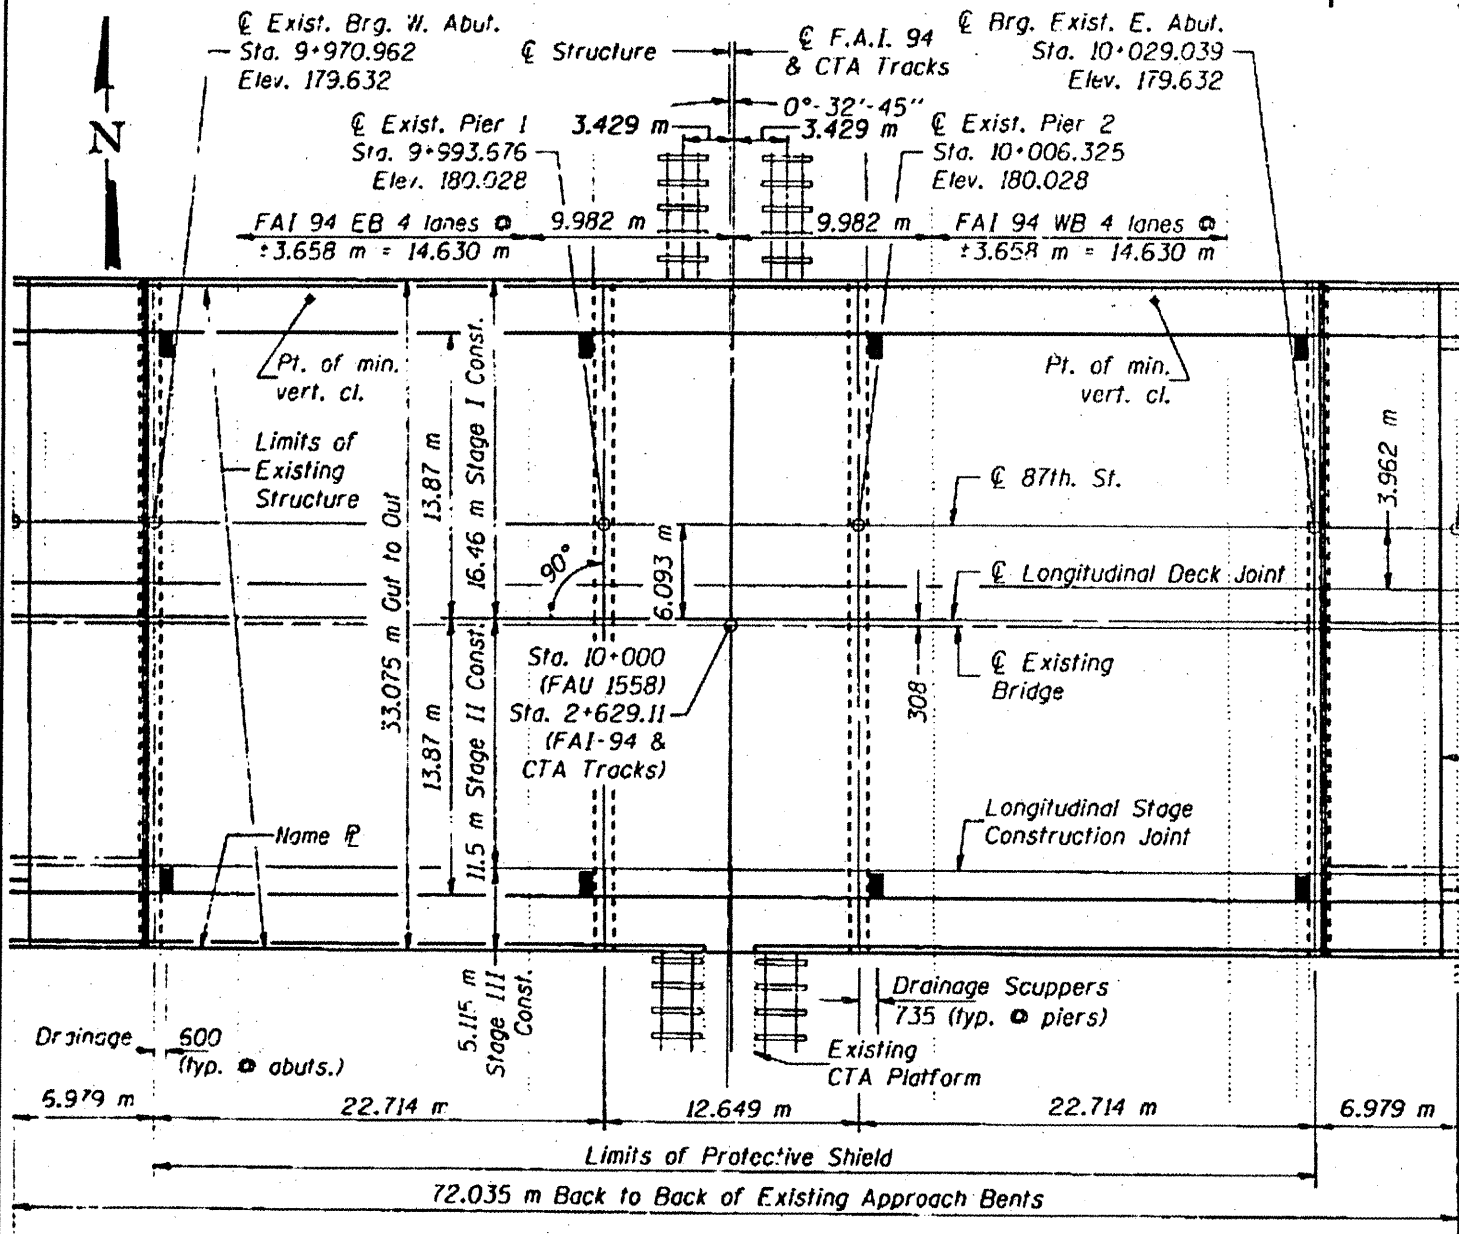 ℄ Exist. Brg. W. Abut.
Sta. 9+970.962
Elev. 179.632
℄ Structure
℄ F.A.I. 94
& CTA Tracks
℄ Brg. Exist. E. Abut.
Sta. 10+029.039
Elev. 179.632
0°-32'-45"
N
℄ Exist. Pier 1
Sta. 9+993.676
Elev. 180.028
3.429 m
3.429 m
℄ Exist. Pier 2
Sta. 10+006.325
Elev. 180.028
FAI 94 EB 4 lanes @
±3.658 m = 14.630 m
9.982 m
9.982 m
FAI 94 WB 4 lanes @
±3.658 m = 14.630 m
Pt. of min.
vert. cl.
Pt. of min.
vert. cl.
Limits of
Existing
Structure
33.075 m Out to Out
13.87 m
13.87 m
16.46 m Stage I Const.
11.5 m Stage II Const.
5.115 m
Stage III
Const.
90°
6.093 m
℄ 87th. St.
3.962 m
℄ Longitudinal Deck Joint
Sta. 10+000
(FAU 1558)
Sta. 2+629.11
(FAI-94 &
CTA Tracks)
308
℄ Existing
Bridge
Name ℙL
Longitudinal Stage
Construction Joint
Drainage Scuppers
735 (typ. @ piers)
Drainage
600
(typ. @ abuts.)
Existing
CTA Platform
6.979 m
22.714 m
12.649 m
22.714 m
6.979 m
Limits of Protective Shield
72.035 m Back to Back of Existing Approach Bents